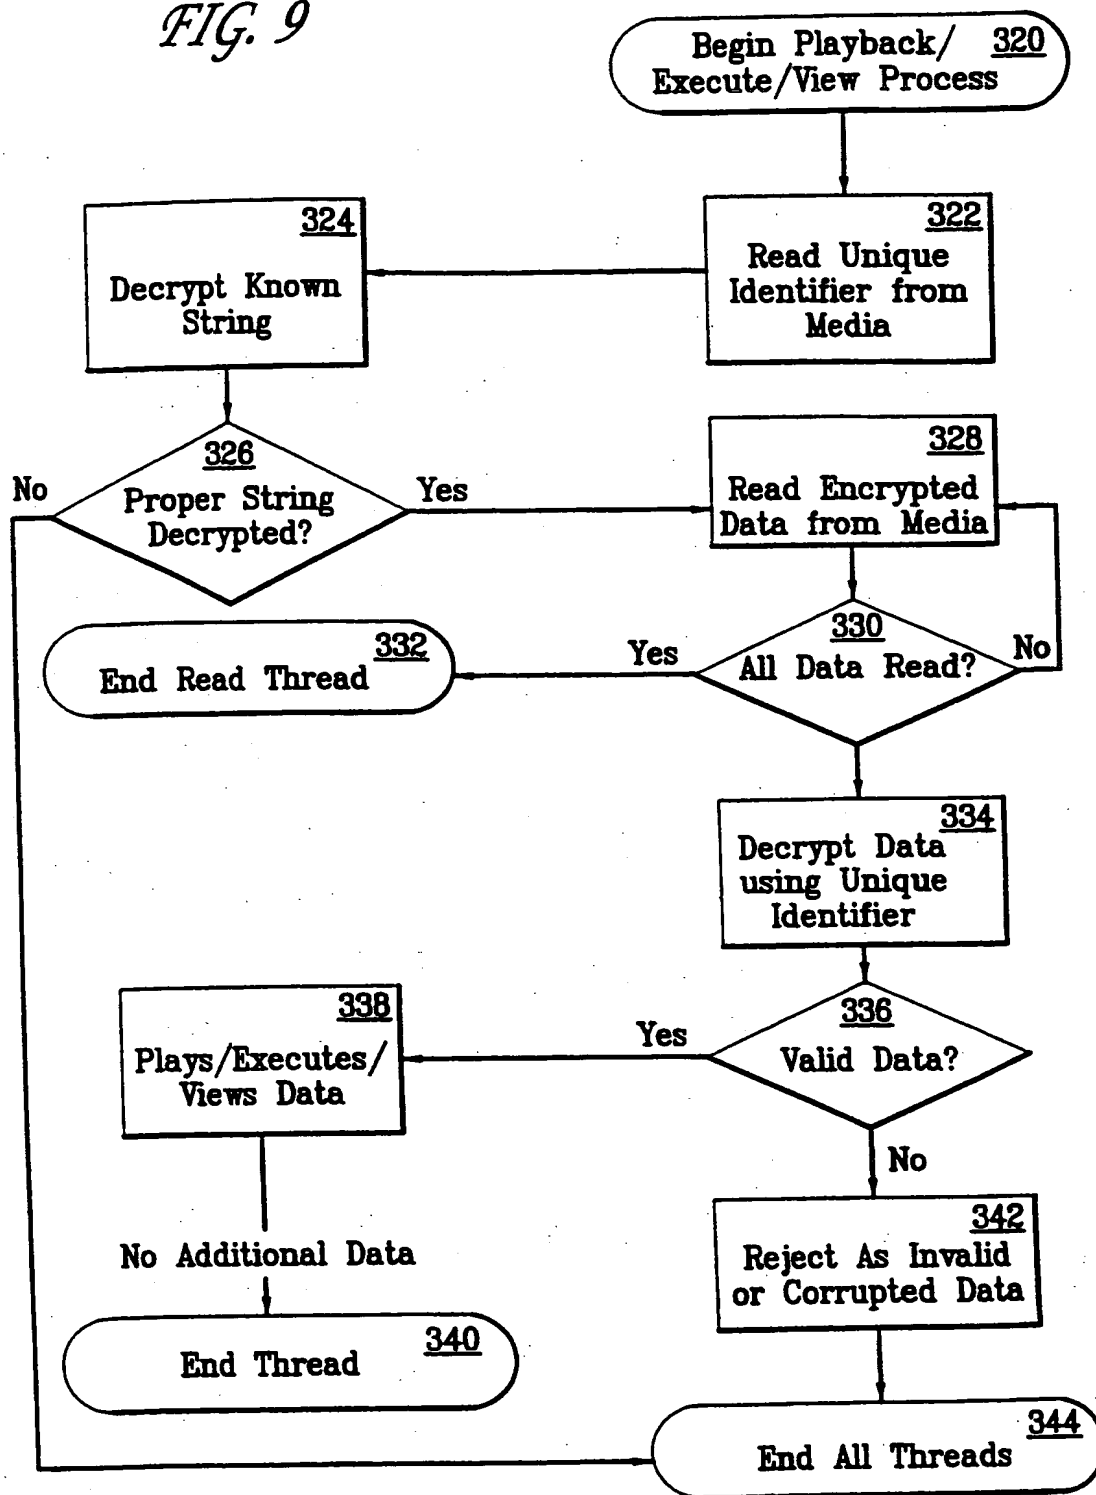 FIG. 9
Begin Playback/ 320
Execute/View Process
322
Read Unique
Identifier from
Media
324
Decrypt Known
String
326
Proper String
Decrypted?
No
Yes
328
Read Encrypted
Data from Media
330
All Data Read?
No
Yes
332
End Read Thread
334
Decrypt Data
using Unique
Identifier
336
Valid Data?
Yes
No
338
Plays/Executes/
Views Data
No Additional Data
340
End Thread
342
Reject As Invalid
or Corrupted Data
344
End All Threads